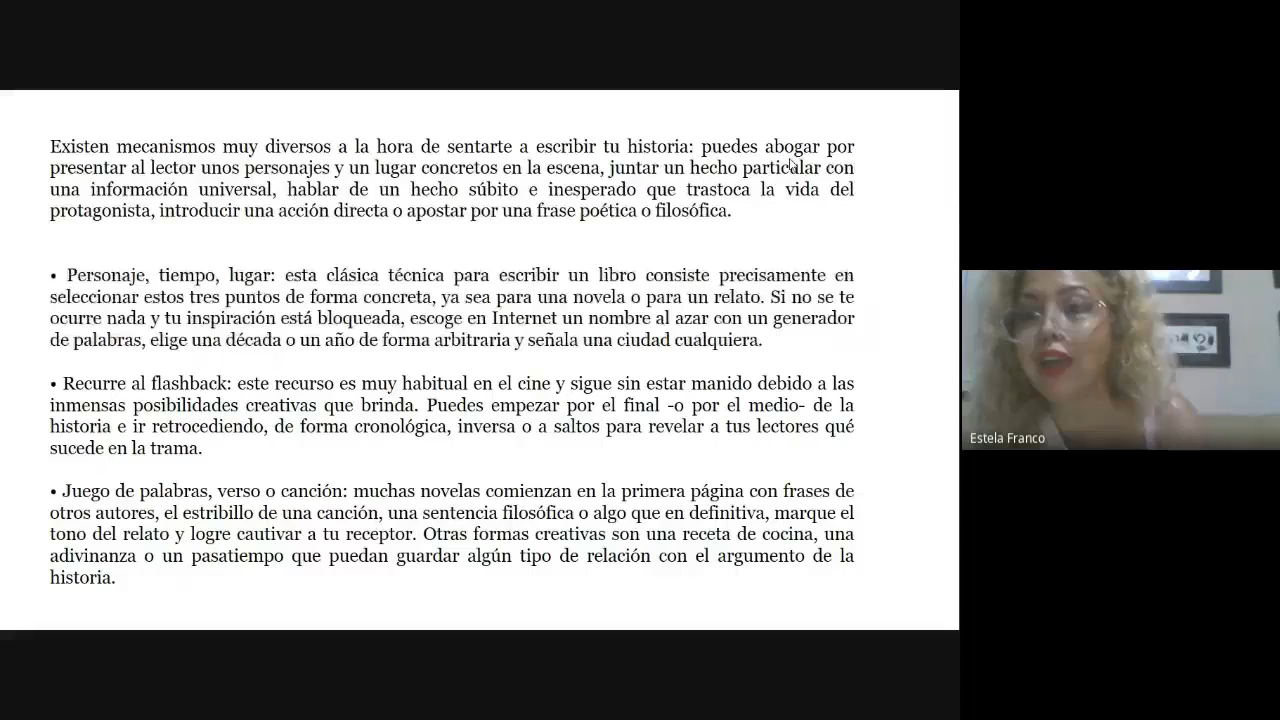 Existen mecanismos muy diversos a la hora de sentarte a escribir tu historia: puedes abogar por
presentar al lector unos personajes y un lugar concretos en la escena, juntar un hecho particular con
una información universal, hablar de un hecho súbito e inesperado que trastoca la vida del
protagonista, introducir una acción directa o apostar por una frase poética o filosófica.
• Personaje, tiempo, lugar: esta clásica técnica para escribir un libro consiste precisamente en
seleccionar estos tres puntos de forma concreta, ya sea para una novela o para un relato. Si no se te
ocurre nada y tu inspiración está bloqueada, escoge en Internet un nombre al azar con un generador
de palabras, elige una década o un año de forma arbitraria y señala una ciudad cualquiera.
• Recurre al flashback: este recurso es muy habitual en el cine y sigue sin estar manido debido a las
inmensas posibilidades creativas que brinda. Puedes empezar por el final -o por el medio- de la
historia e ir retrocediendo, de forma cronológica, inversa o a saltos para revelar a tus lectores qué
sucede en la trama.
• Juego de palabras, verso o canción: muchas novelas comienzan en la primera página con frases de
otros autores, el estribillo de una canción, una sentencia filosófica o algo que en definitiva, marque el
tono del relato y logre cautivar a tu receptor. Otras formas creativas son una receta de cocina, una
adivinanza o un pasatiempo que puedan guardar algún tipo de relación con el argumento de la
historia.
Estela Franco